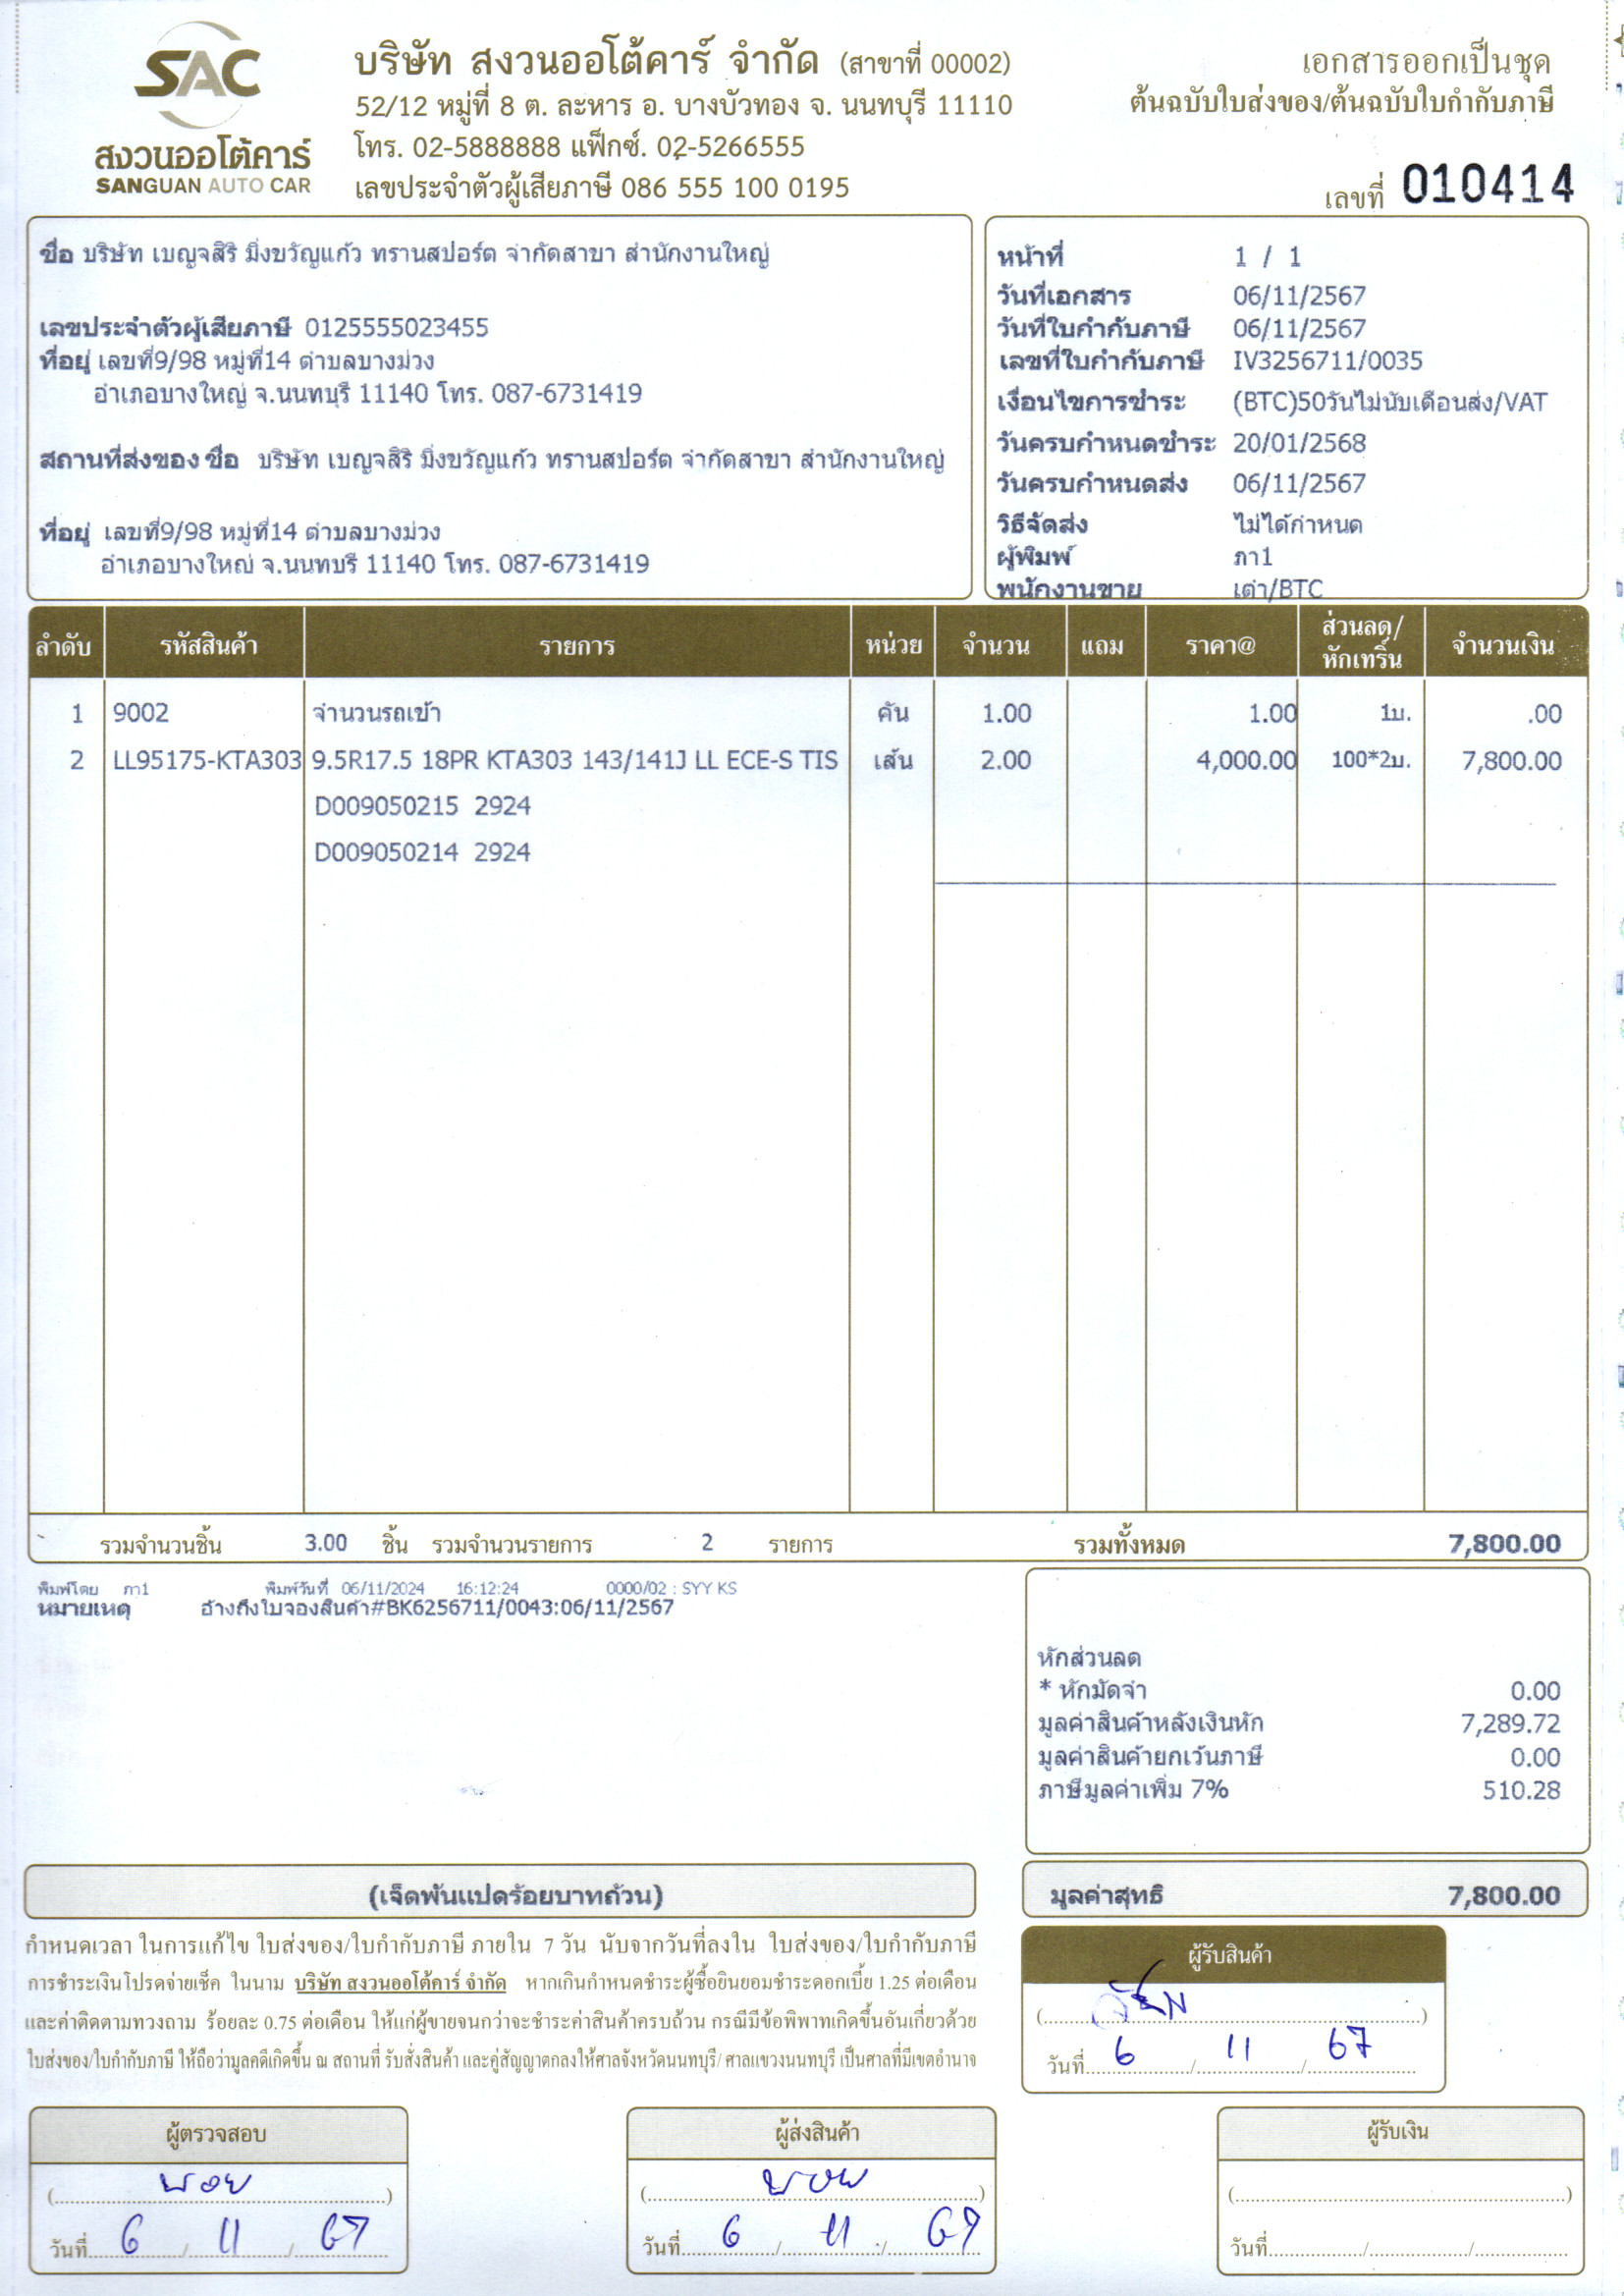 SAC
สงวนออโต้คาร์
SANGUAN AUTO CAR
บริษัท สงวนออโต้คาร์ จำกัด (สาขาที่ 00002)
52/12 หมู่ที่ 8 ต. ละหาร อ. บางบัวทอง จ. นนทบุรี 11110
โทร. 02-5888888 แฟ็กซ์. 02-5266555
เลขประจำตัวผู้เสียภาษี 086 555 100 0195
เอกสารออกเป็นชุด
ต้นฉบับใบส่งของ/ต้นฉบับใบกำกับภาษี
เลขที่ 010414
ชื่อ บริษัท เบญจสิริ มิ่งขวัญแก้ว ทรานสปอร์ต จำกัดสาขา สำนักงานใหญ่
เลขประจำตัวผู้เสียภาษี 0125555023455
ที่อยู่ เลขที่9/98 หมู่ที่14 ตำบลบางม่วง
อำเภอบางใหญ่ จ.นนทบุรี 11140 โทร. 087-6731419
สถานที่ส่งของ ชื่อ บริษัท เบญจสิริ มิ่งขวัญแก้ว ทรานสปอร์ต จำกัดสาขา สำนักงานใหญ่
ที่อยู่ เลขที่9/98 หมู่ที่14 ตำบลบางม่วง
อำเภอบางใหญ่ จ.นนทบุรี 11140 โทร. 087-6731419
หน้าที่ 1 / 1
วันที่เอกสาร 06/11/2567
วันที่ใบกำกับภาษี 06/11/2567
เลขที่ใบกำกับภาษี IV3256711/0035
เงื่อนไขการชำระ (BTC)50วันไม่นับเดือนส่ง/VAT
วันครบกำหนดชำระ 20/01/2568
วันครบกำหนดส่ง 06/11/2567
วิธีจัดส่ง ไม่ได้กำหนด
ผู้พิมพ์ ภา1
พนักงานขาย เต่า/BTC
ลำดับ รหัสสินค้า รายการ หน่วย จำนวน แถม ราคา@ ส่วนลด/หักเทริ์น จำนวนเงิน
1 9002 จำนวนรถเข้า คัน 1.00 1.00 1บ. .00
2 LL95175-KTA303 9.5R17.5 18PR KTA303 143/141J LL ECE-S TIS เส้น 2.00 4,000.00 100*2บ. 7,800.00
D009050215 2924
D009050214 2924
รวมจำนวนชิ้น 3.00 ชิ้น รวมจำนวนรายการ 2 รายการ รวมทั้งหมด 7,800.00
พิมพ์โดย ภา1 พิมพ์วันที่ 06/11/2024 16:12:24 0000/02 : SYY KS
หมายเหตุ อ้างถึงใบจองสินค้า#BK6256711/0043:06/11/2567
หักส่วนลด
* หักมัดจำ 0.00
มูลค่าสินค้าหลังเงินหัก 7,289.72
มูลค่าสินค้ายกเว้นภาษี 0.00
ภาษีมูลค่าเพิ่ม 7% 510.28
(เจ็ดพันแปดร้อยบาทถ้วน)
มูลค่าสุทธิ 7,800.00
กำหนดเวลา ในการแก้ไข ใบส่งของ/ใบกำกับภาษี ภายใน 7 วัน นับจากวันที่ลงใน ใบส่งของ/ใบกำกับภาษี
การชำระเงินโปรดจ่ายเช็ค ในนาม บริษัท สงวนออโต้คาร์ จำกัด หากเกินกำหนดชำระผู้ซื้อยินยอมชำระดอกเบี้ย 1.25 ต่อเดือน
และค่าติดตามทวงถาม ร้อยละ 0.75 ต่อเดือน ให้แก่ผู้ขายจนกว่าจะชำระค่าสินค้าครบถ้วน กรณีมีข้อพิพาทเกิดขึ้นอันเกี่ยวด้วย
ใบส่งของ/ใบกำกับภาษี ให้ถือว่ามูลคดีเกิดขึ้น ณ สถานที่ รับสั่งสินค้า และคู่สัญญาตกลงให้ศาลจังหวัดนนทบุรี/ ศาลแขวงนนทบุรี เป็นศาลที่มีเขตอำนาจ
ผู้รับสินค้า
วันที่ 6 / 11 / 67
ผู้ตรวจสอบ
วันที่ 6 / 11 / 67
ผู้ส่งสินค้า
วันที่ 6 / 11 / 67
ผู้รับเงิน
วันที่ / /